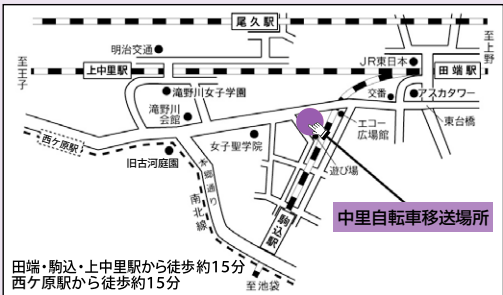 尾久駅
至上野
明治交通
JR東日本
至王子
上中里駅
田端駅
滝野川女子学園
交番
アスカタワー
滝野川
会館
エコー
広場館
東台橋
西ケ原駅
旧古河庭園
女子聖学院
遊び場
本郷通り
南北線
駒込駅
中里自転車移送場所
田端・駒込・上中里駅から徒歩約15分
西ケ原駅から徒歩約15分
至池袋